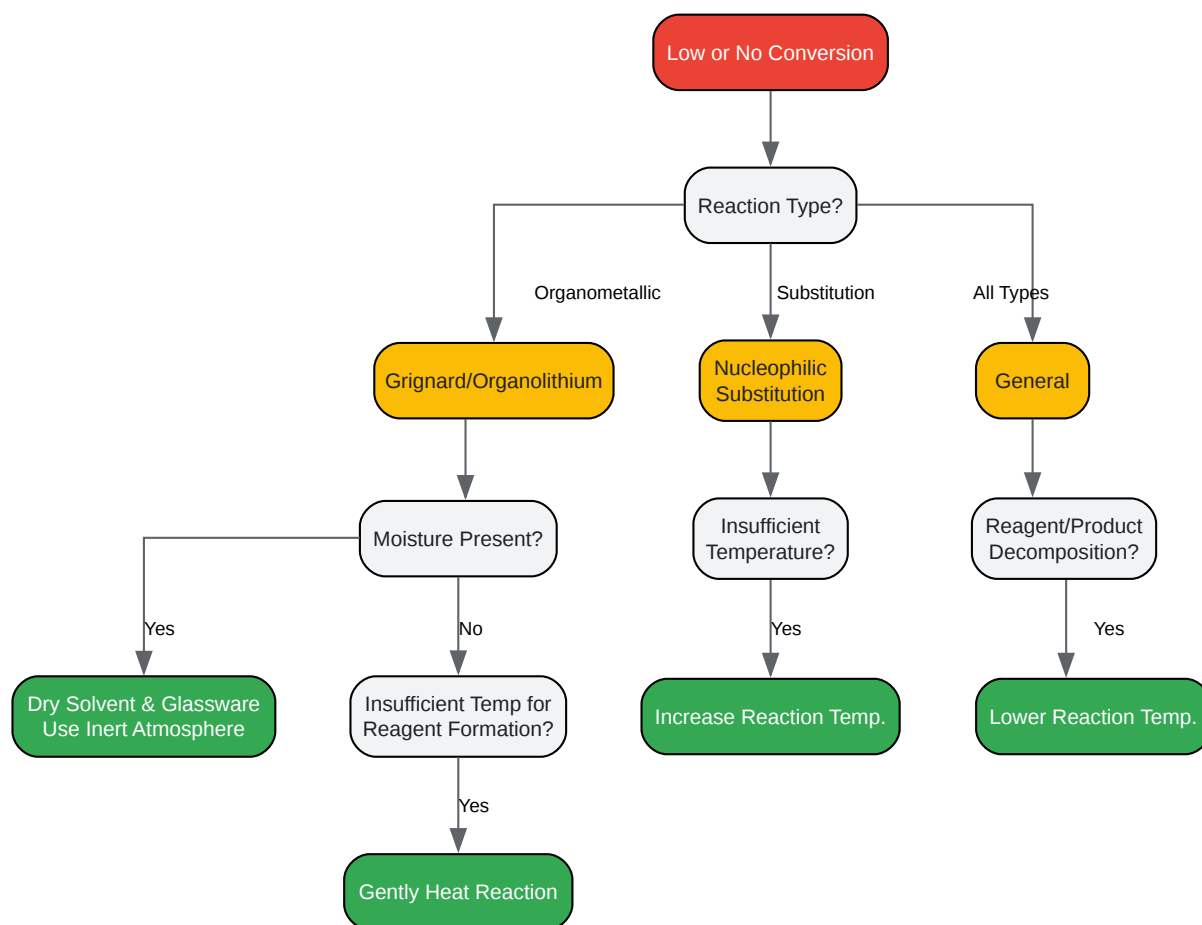 Low or No Conversion
Reaction Type?
Organometallic
Substitution
All Types
Grignard/Organolithium
Nucleophilic
Substitution
General
Moisture Present?
Insufficient
Temperature?
Reagent/Product
Decomposition?
Yes
No
Yes
Yes
Dry Solvent & Glassware
Use Inert Atmosphere
Insufficient Temp for
Reagent Formation?
Increase Reaction Temp.
Lower Reaction Temp.
Yes
Gently Heat Reaction